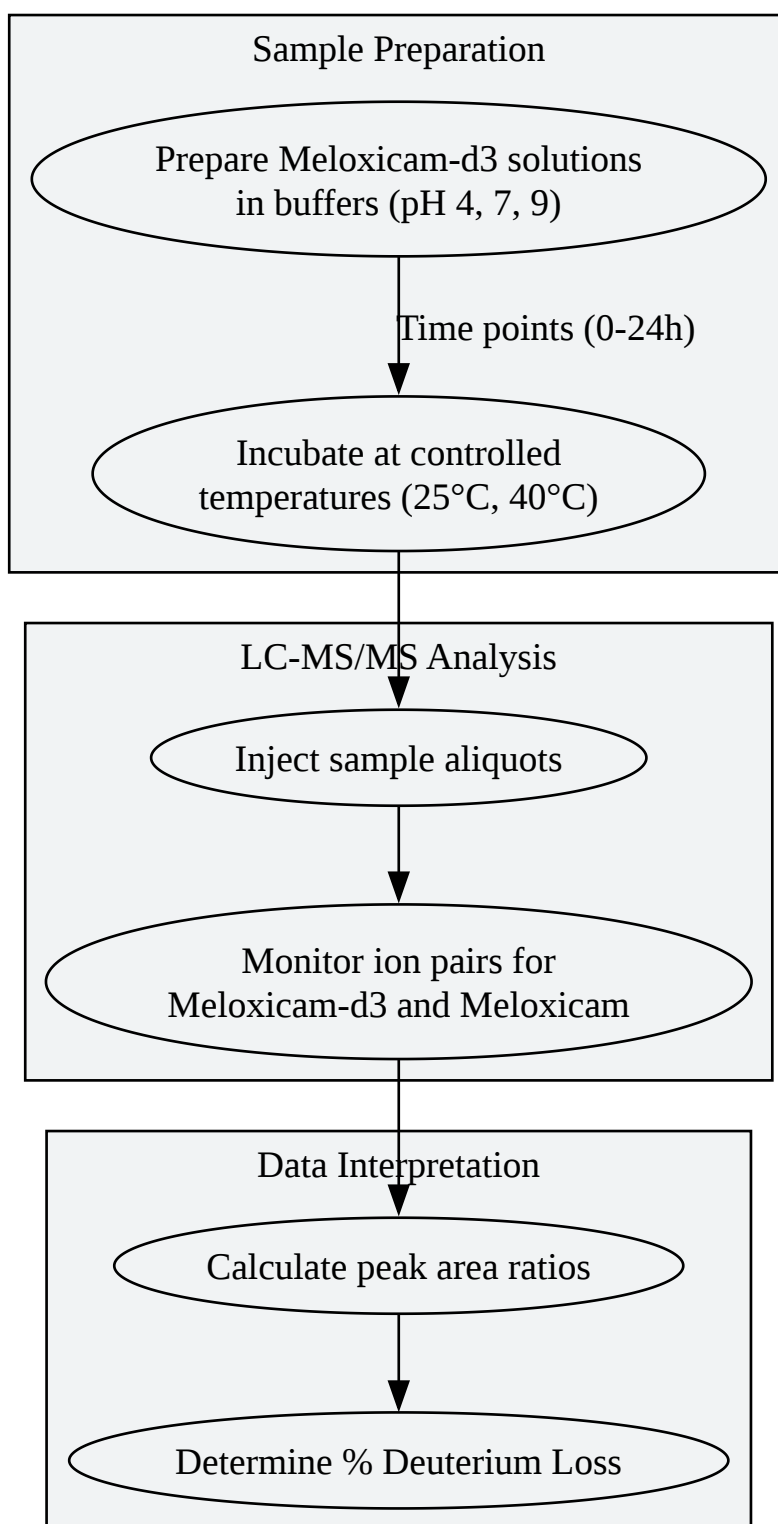 Sample Preparation
Prepare Meloxicam-d3 solutions
in buffers (pH 4, 7, 9)
Time points (0-24h)
Incubate at controlled
temperatures (25°C, 40°C)
LC-MS/MS Analysis
Inject sample aliquots
Monitor ion pairs for
Meloxicam-d3 and Meloxicam
Data Interpretation
Calculate peak area ratios
Determine % Deuterium Loss